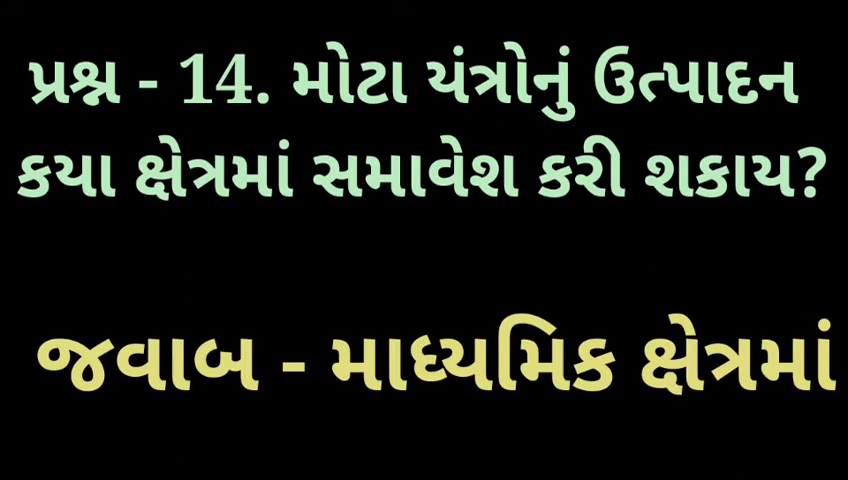 પ્રશ્ન - 14. મોટા યંત્રોનું ઉત્પાદન
કયા ક્ષેત્રમાં સમાવેશ કરી શકાય?
જવાબ - માધ્યમિક ક્ષેત્રમાં